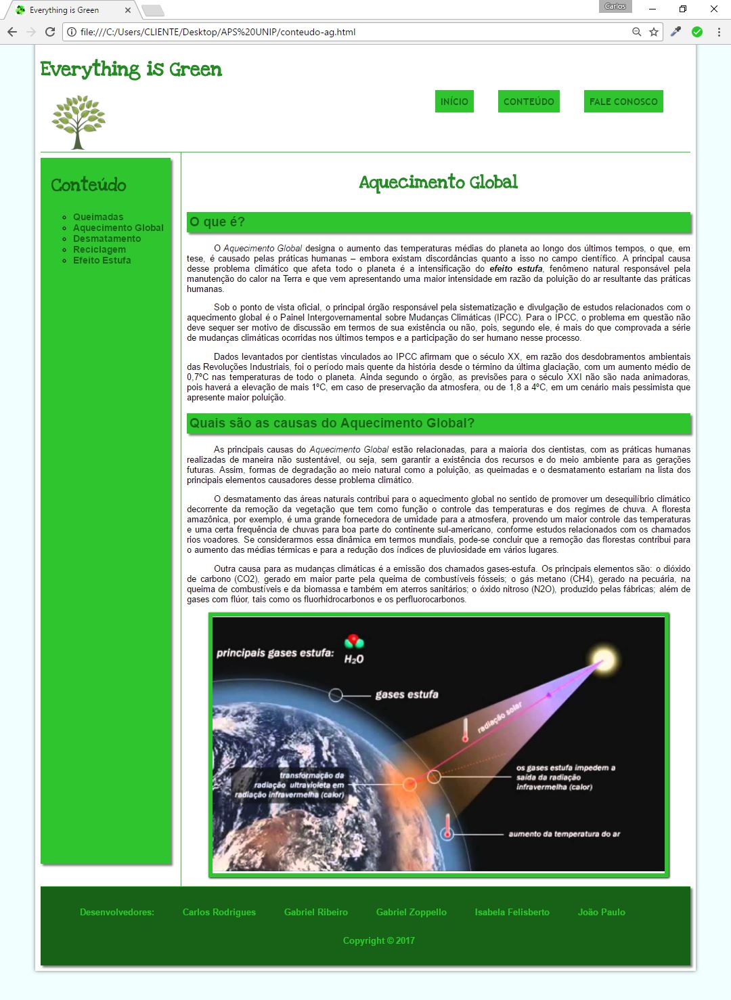 Everything is Green
Carlos
file:///C:/Users/CLIENTE/Desktop/APS%20UNIP/conteudo-ag.html
Everything is Green
INÍCIO CONTEÚDO FALE CONOSCO
Conteúdo
Queimadas
Aquecimento Global
Desmatamento
Reciclagem
Efeito Estufa
Aquecimento Global
O que é?
O Aquecimento Global designa o aumento das temperaturas médias do planeta ao longo dos últimos tempos, o que, em
tese, é causado pelas práticas humanas – embora existam discordâncias quanto a isso no campo científico. A principal causa
desse problema climático que afeta todo o planeta é a intensificação do efeito estufa, fenômeno natural responsável pela
manutenção do calor na Terra e que vem apresentando uma maior intensidade em razão da poluição do ar resultante das práticas
humanas.
Sob o ponto de vista oficial, o principal órgão responsável pela sistematização e divulgação de estudos relacionados com o
aquecimento global é o Painel Intergovernamental sobre Mudanças Climáticas (IPCC). Para o IPCC, o problema em questão não
deve sequer ser motivo de discussão em termos de sua existência ou não, pois, segundo ele, é mais do que comprovada a série
de mudanças climáticas ocorridas nos últimos tempos e a participação do ser humano nesse processo.
Dados levantados por cientistas vinculados ao IPCC afirmam que o século XX, em razão dos desdobramentos ambientais
das Revoluções Industriais, foi o período mais quente da história desde o término da última glaciação, com um aumento médio de
0,7ºC nas temperaturas de todo o planeta. Ainda segundo o órgão, as previsões para o século XXI não são nada animadoras,
pois haverá a elevação de mais 1ºC, em caso de preservação da atmosfera, ou de 1,8 a 4ºC, em um cenário mais pessimista que
apresente maior poluição.
Quais são as causas do Aquecimento Global?
As principais causas do Aquecimento Global estão relacionadas, para a maioria dos cientistas, com as práticas humanas
realizadas de maneira não sustentável, ou seja, sem garantir a existência dos recursos e do meio ambiente para as gerações
futuras. Assim, formas de degradação ao meio natural como a poluição, as queimadas e o desmatamento estariam na lista dos
principais elementos causadores desse problema climático.
O desmatamento das áreas naturais contribui para o aquecimento global no sentido de promover um desequilíbrio climático
decorrente da remoção da vegetação que tem como função o controle das temperaturas e dos regimes de chuva. A floresta
amazônica, por exemplo, é uma grande fornecedora de umidade para a atmosfera, provendo um maior controle das temperaturas
e uma certa frequência de chuvas para boa parte do continente sul-americano, conforme estudos relacionados com os chamados
rios voadores. Se considerarmos essa dinâmica em termos mundiais, pode-se concluir que a remoção das florestas contribui para
o aumento das médias térmicas e para a redução dos índices de pluviosidade em vários lugares.
Outra causa para as mudanças climáticas é a emissão dos chamados gases-estufa. Os principais elementos são: o dióxido
de carbono (CO2), gerado em maior parte pela queima de combustíveis fósseis; o gás metano (CH4), gerado na pecuária, na
queima de combustíveis e da biomassa e também em aterros sanitários; o óxido nitroso (N2O), produzido pelas fábricas; além de
gases com flúor, tais como os fluorhidrocarbonos e os perfluorocarbonos.
principais gases estufa:
H₂O
gases estufa
radiação solar
transformação da
radiação ultravioleta em
radiação infravermelha (calor)
os gases estufa impedem a
saída da radiação
infravermelha (calor)
aumento da temperatura do ar
Desenvolvedores: Carlos Rodrigues Gabriel Ribeiro Gabriel Zoppello Isabela Felisberto João Paulo
Copyright © 2017